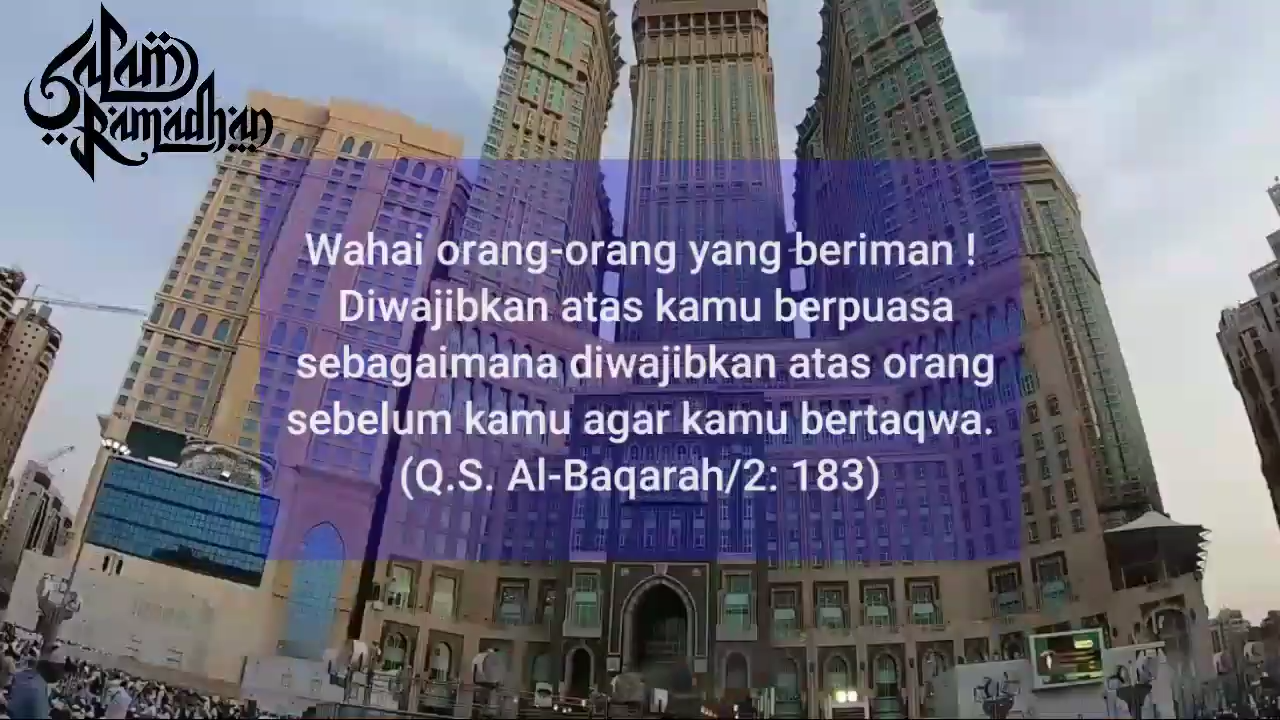 Salam
Ramadhan
Wahai orang-orang yang beriman !
Diwajibkan atas kamu berpuasa
sebagaimana diwajibkan atas orang
sebelum kamu agar kamu bertaqwa.
(Q.S. Al-Baqarah/2: 183)